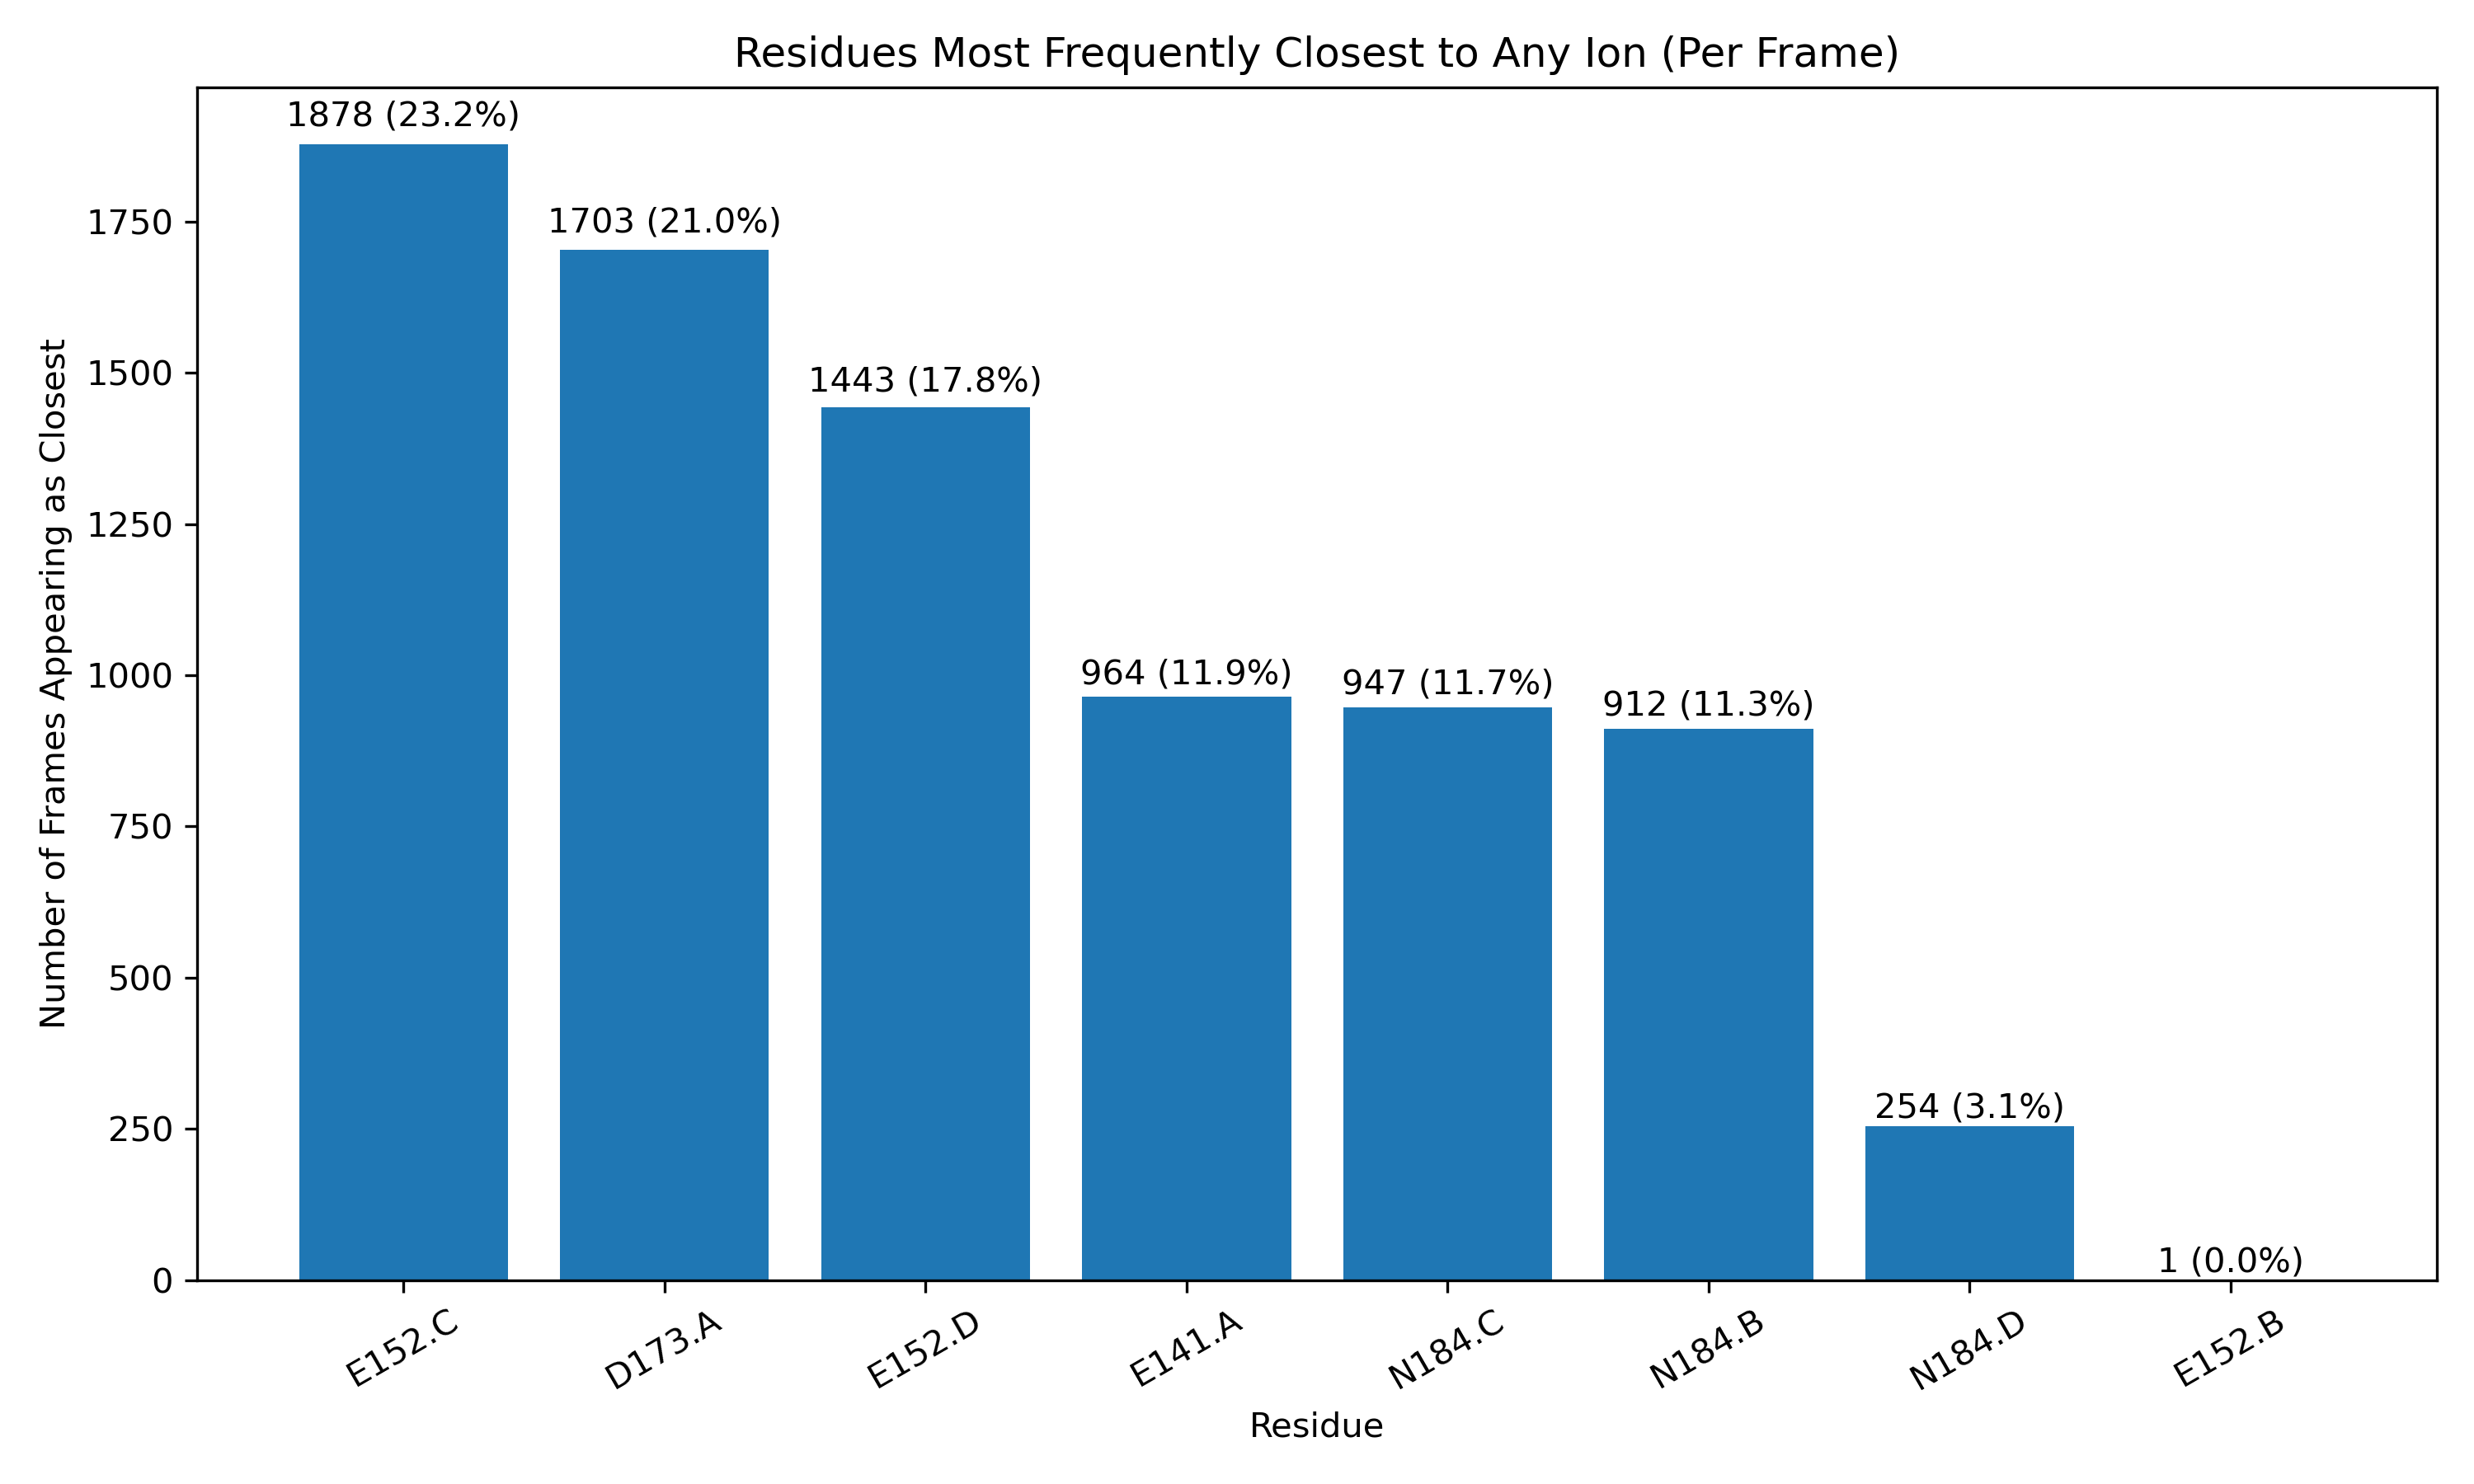 Residues Most Frequently Closest to Any Ion (Per Frame)
Number of Frames Appearing as Closest
1750
1500
1250
1000
750
500
250
0
1878 (23.2%)
1703 (21.0%)
1443 (17.8%)
964 (11.9%)
947 (11.7%)
912 (11.3%)
254 (3.1%)
1 (0.0%)
E152.C
D173.A
E152.D
E141.A
N184.C
N184.B
N184.D
E152.B
Residue